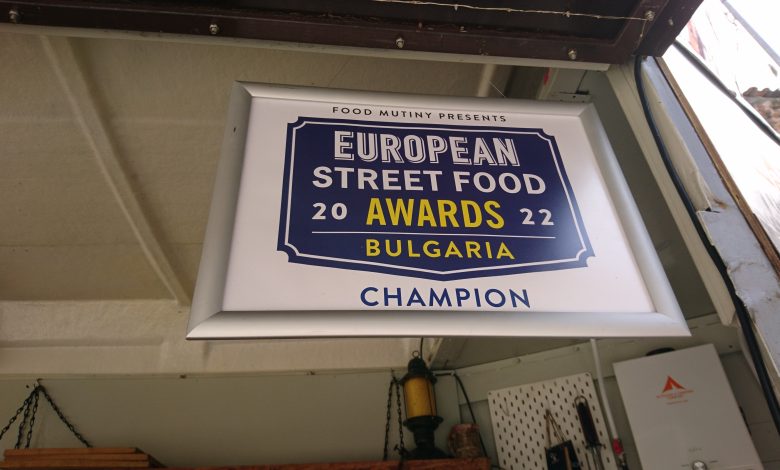 FOOD MUTINY PRESENTS
EUROPEAN
STREET FOOD
20 AWARDS 22
BULGARIA
CHAMPION